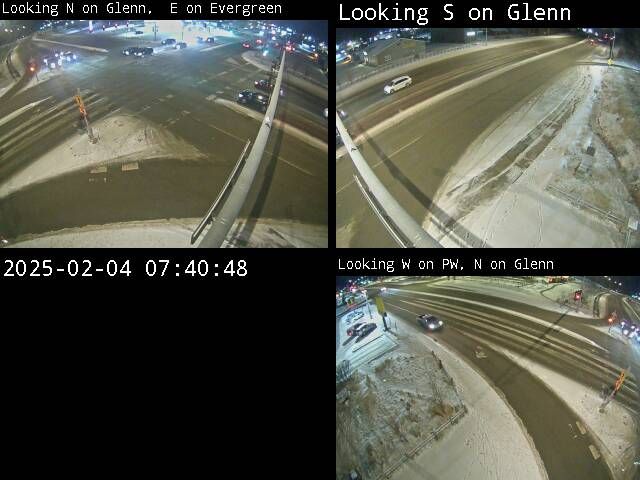 Looking N on Glenn,  E on Evergreen
Looking S on Glenn
2025-02-04 07:40:48
Looking W on PW, N on Glenn